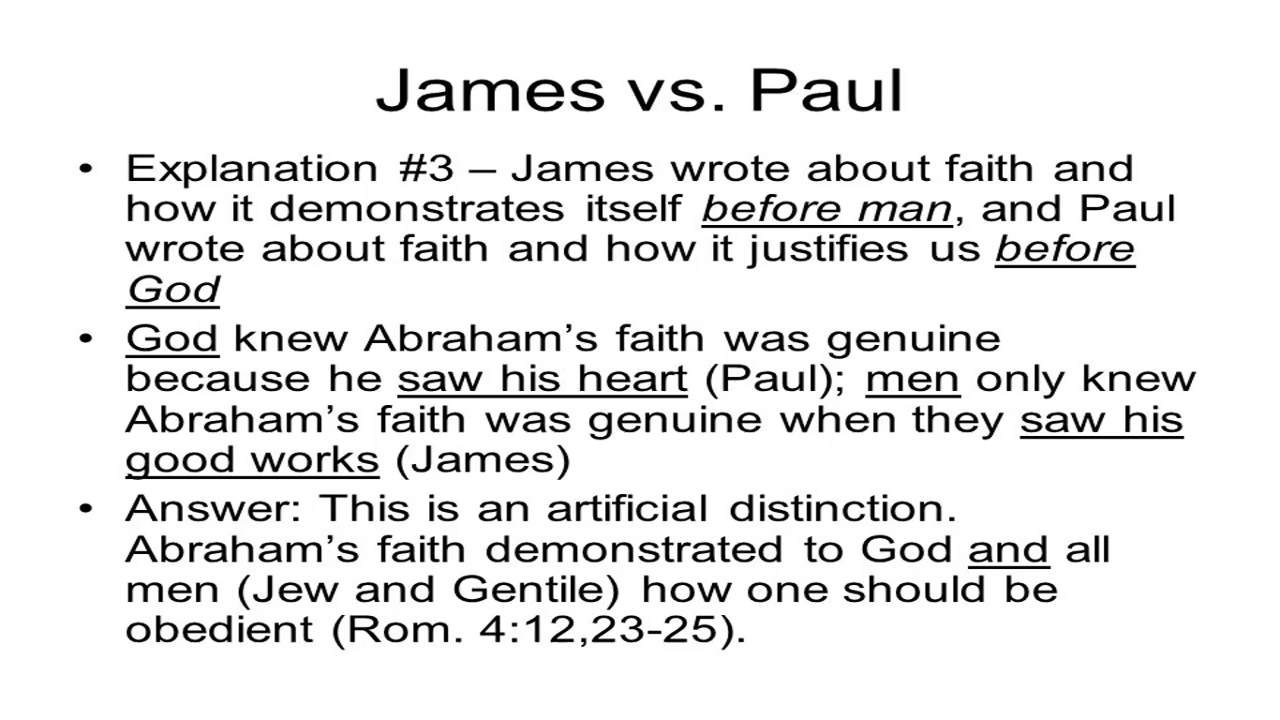 James vs. Paul
• Explanation #3 – James wrote about faith and
how it demonstrates itself before man, and Paul
wrote about faith and how it justifies us before
God
• God knew Abraham’s faith was genuine
because he saw his heart (Paul); men only knew
Abraham’s faith was genuine when they saw his
good works (James)
• Answer: This is an artificial distinction.
Abraham’s faith demonstrated to God and all
men (Jew and Gentile) how one should be
obedient (Rom. 4:12,23-25).